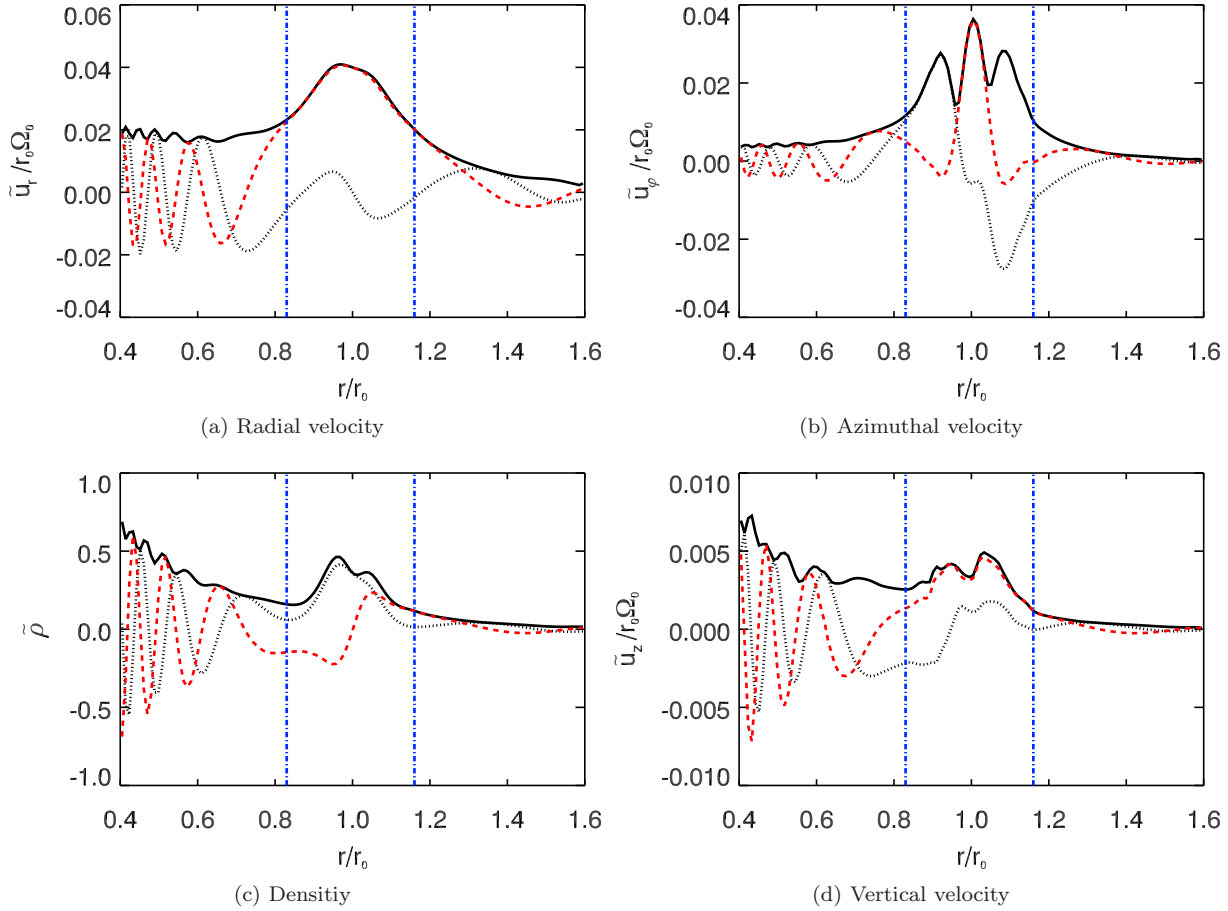 0.06
0.04
0.02
0.00
-0.02
-0.04
ũr /r₀Ω₀
0.4 0.6 0.8 1.0 1.2 1.4 1.6
r/r₀
(a) Radial velocity
0.04
0.02
0.00
-0.02
-0.04
ũφ /r₀Ω₀
0.4 0.6 0.8 1.0 1.2 1.4 1.6
r/r₀
(b) Azimuthal velocity
1.0
0.5
0.0
-0.5
-1.0
ρ̃
0.4 0.6 0.8 1.0 1.2 1.4 1.6
r/r₀
(c) Densitiy
0.010
0.005
0.000
-0.005
-0.010
ũz/r₀Ω₀
0.4 0.6 0.8 1.0 1.2 1.4 1.6
r/r₀
(d) Vertical velocity